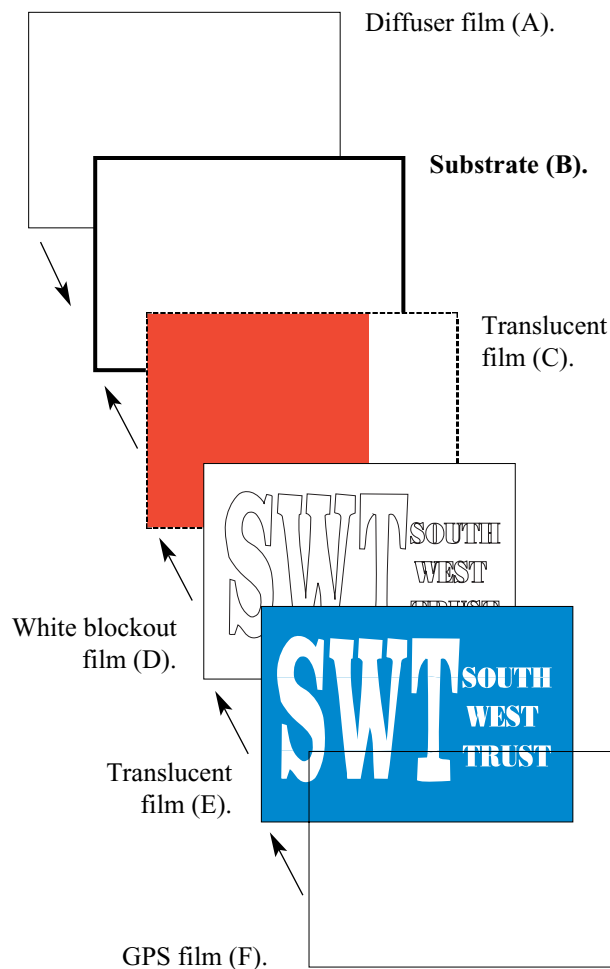 Diffuser film (A).
Substrate (B).
Translucent
film (C).
SWT
SOUTH
WEST
TRUST
White blockout
film (D).
SWT
SOUTH
WEST
TRUST
Translucent
film (E).
GPS film (F).